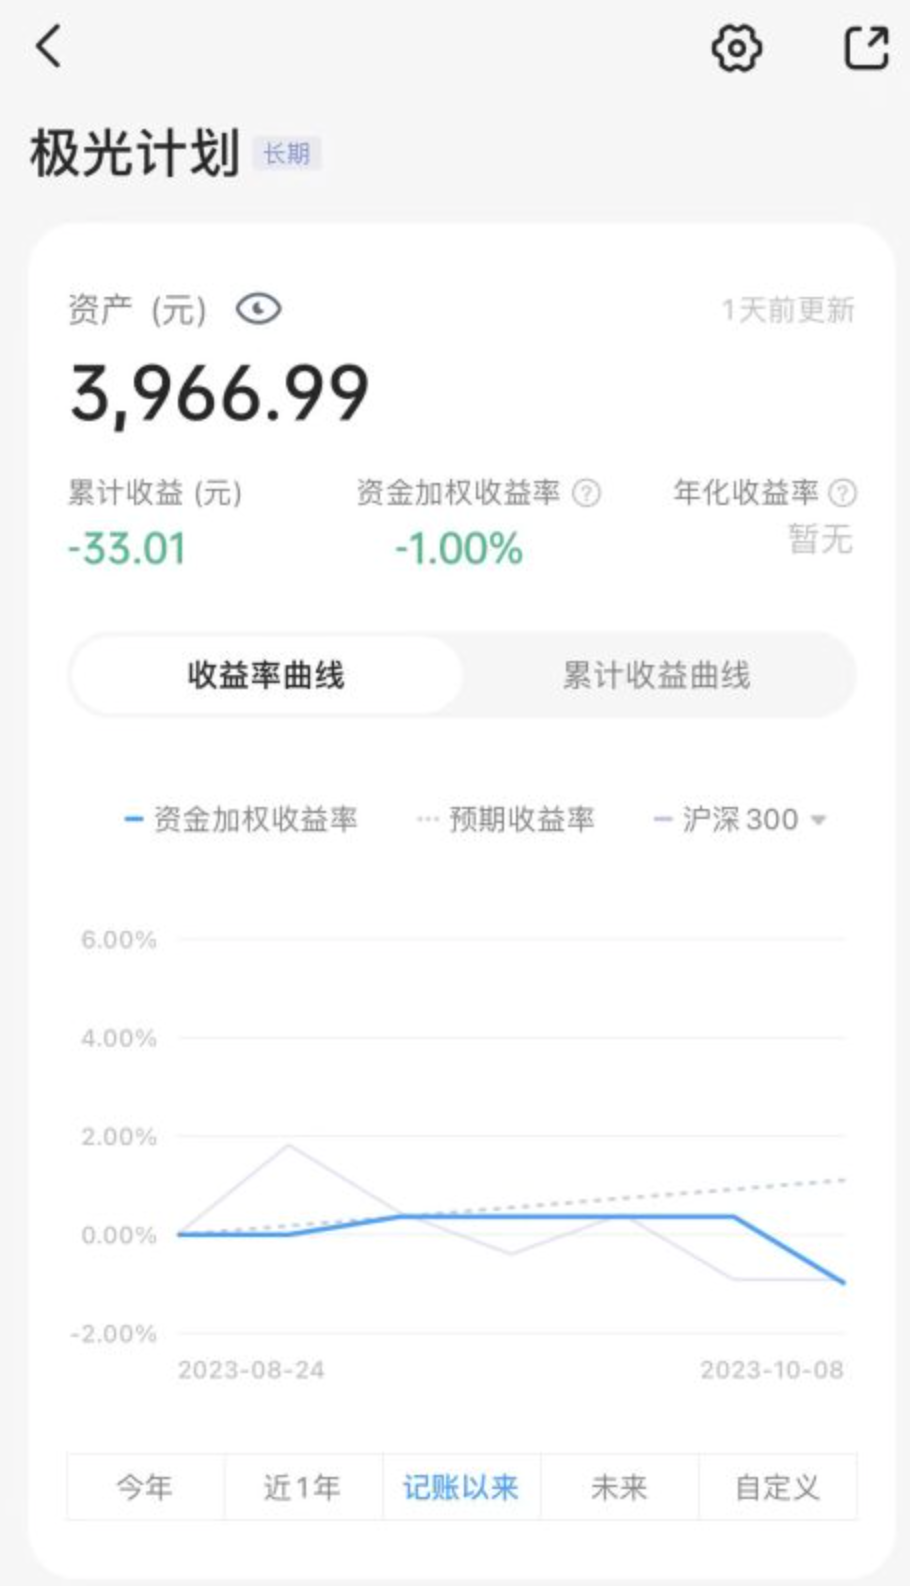 极光计划 长期
资产 (元) 1天前更新
3,966.99
累计收益 (元) 资金加权收益率 ? 年化收益率 ?
-33.01 -1.00% 暂无
收益率曲线 累计收益曲线
资金加权收益率 预期收益率 沪深300
6.00%
4.00%
2.00%
0.00%
-2.00%
2023-08-24 2023-10-08
今年 近1年 记账以来 未来 自定义